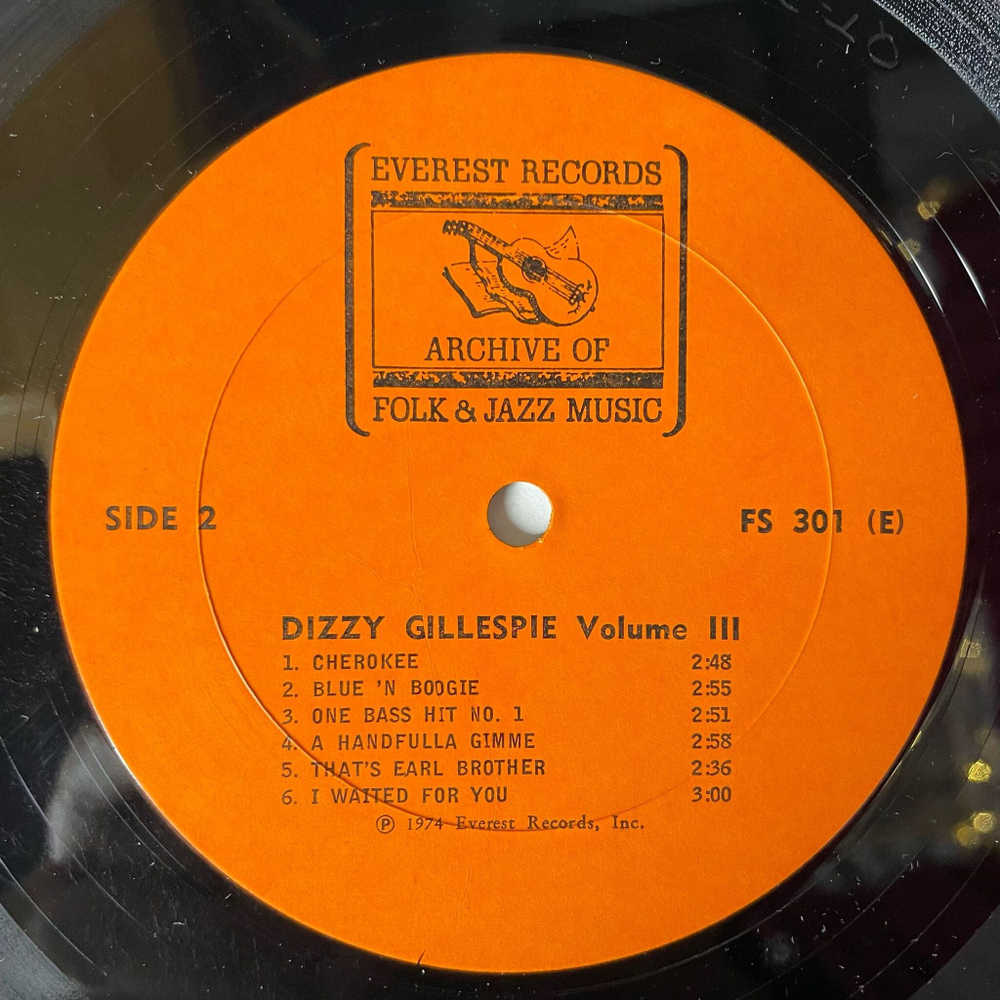 EVEREST RECORDS
ARCHIVE OF
FOLK & JAZZ MUSIC
SIDE 2
FS 301 (E)
DIZZY GILLESPIE Volume III
1. CHEROKEE 2:48
2. BLUE 'N BOOGIE 2:55
3. ONE BASS HIT NO. 1 2:51
4. A HANDFULLA GIMME 2:58
5. THAT'S EARL BROTHER 2:36
6. I WAITED FOR YOU 3:00
Ⓟ 1974 Everest Records, Inc.